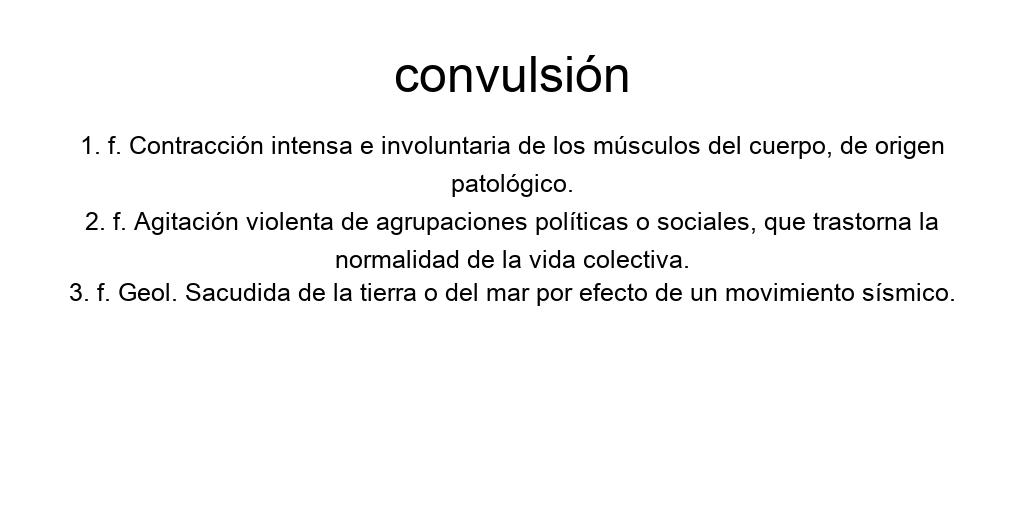 convulsión
1. f. Contracción intensa e involuntaria de los músculos del cuerpo, de origen
patológico.
2. f. Agitación violenta de agrupaciones políticas o sociales, que trastorna la
normalidad de la vida colectiva.
3. f. Geol. Sacudida de la tierra o del mar por efecto de un movimiento sísmico.